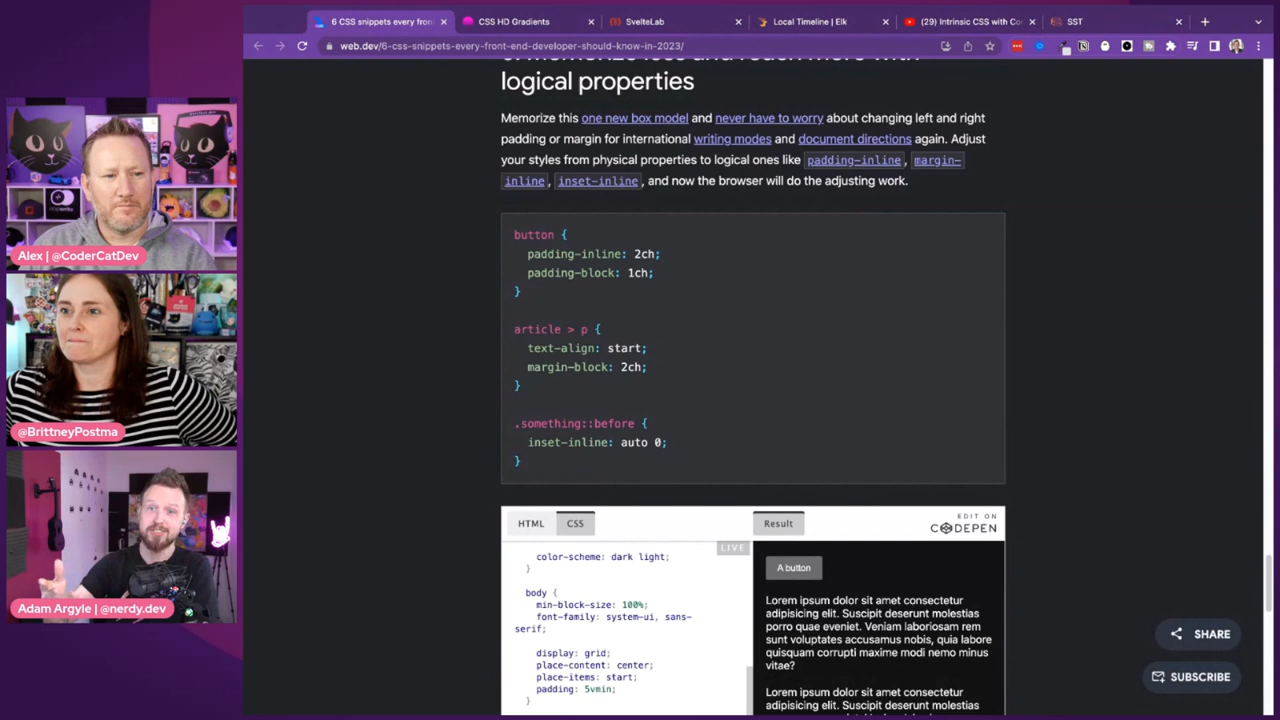 6 CSS snippets every fron
CSS HD Gradients
SvelteLab
Local Timeline | Elk
(29) Intrinsic CSS with Co
SST
web.dev/6-css-snippets-every-front-end-developer-should-know-in-2023/
logical properties
Memorize this one new box model and never have to worry about changing left and right
padding or margin for international writing modes and document directions again. Adjust
your styles from physical properties to logical ones like padding-inline, margin-
inline, inset-inline, and now the browser will do the adjusting work.
button {
padding-inline: 2ch;
padding-block: 1ch;
}
article > p {
text-align: start;
margin-block: 2ch;
}
.something::before {
inset-inline: auto 0;
}
HTML
CSS
Result
EDIT ON
CODEPEN
LIVE
color-scheme: dark light;
}
body {
min-block-size: 100%;
font-family: system-ui, sans-
serif;
display: grid;
place-content: center;
place-items: start;
padding: 5vmin;
}
A button
Lorem ipsum dolor sit amet consectetur
adipisicing elit. Suscipit deserunt molestias
porro quae eveniet. Veniam laboriosam rem
sunt voluptates accusamus nobis, quia labore
quisquam corrupti maxime modi nemo minus
vitae?
Lorem ipsum dolor sit amet consectetur
adipisicing elit. Suscipit deserunt molestias
SHARE
SUBSCRIBE
Alex | @CoderCatDev
@BrittneyPostma
Adam Argyle | @nerdy.dev